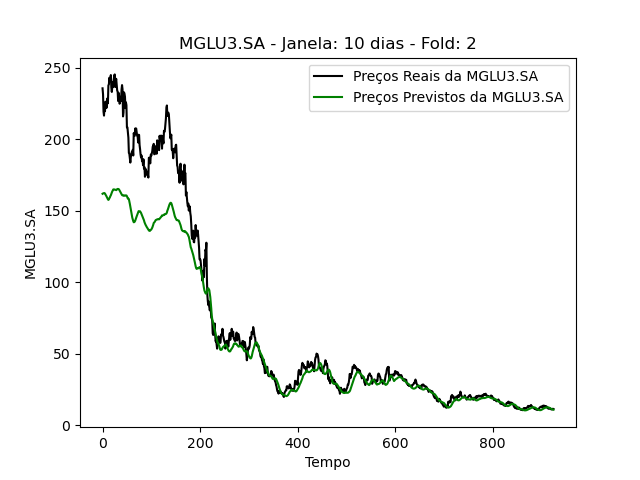 MGLU3.SA - Janela: 10 dias - Fold: 2
Preços Reais da MGLU3.SA
Preços Previstos da MGLU3.SA
250
200
150
100
50
0
MGLU3.SA
0 200 400 600 800
Tempo